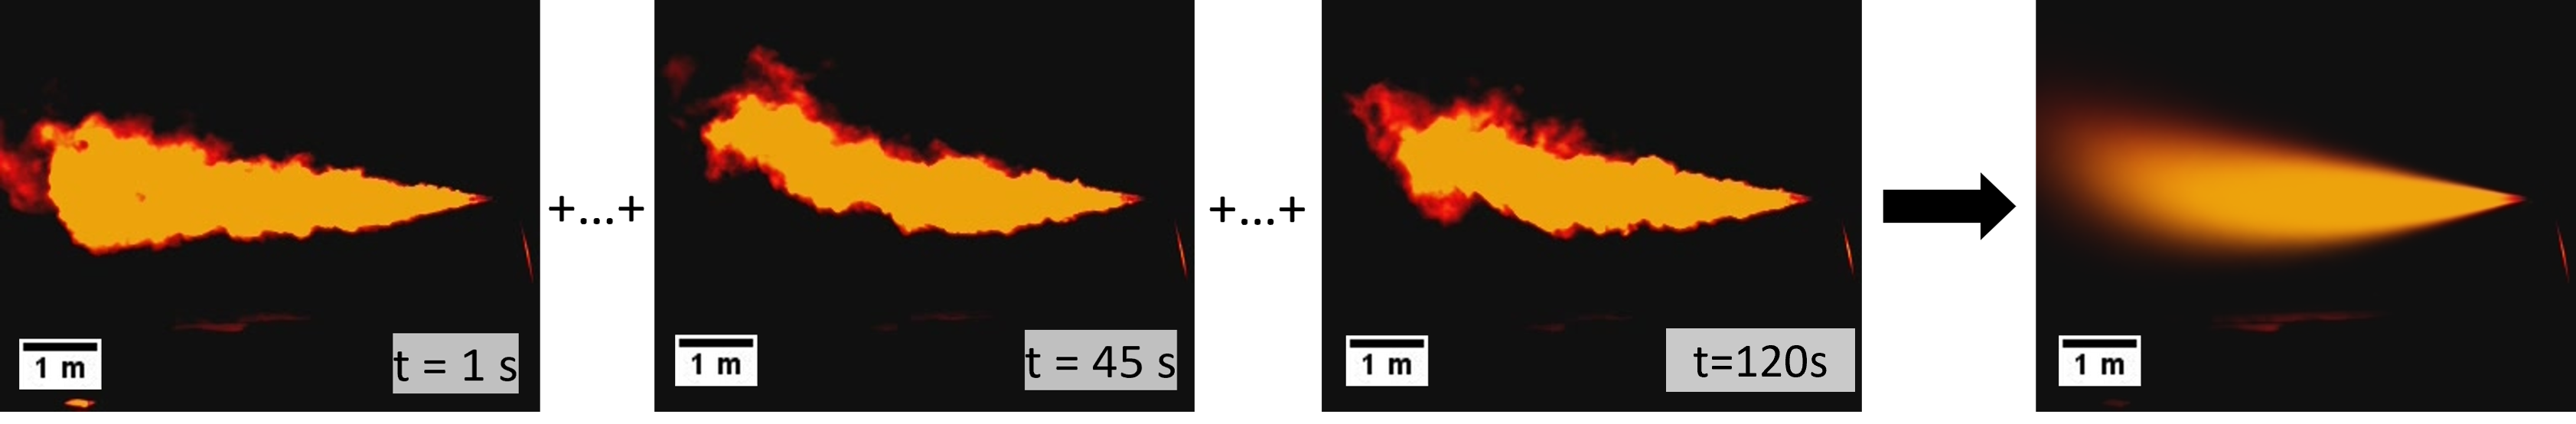 1 m
t = 1 s
+...+
1 m
t = 45 s
+...+
1 m
t=120s
1 m